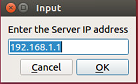 Input
Enter the Server IP address
192.168.1.1
Cancel
OK